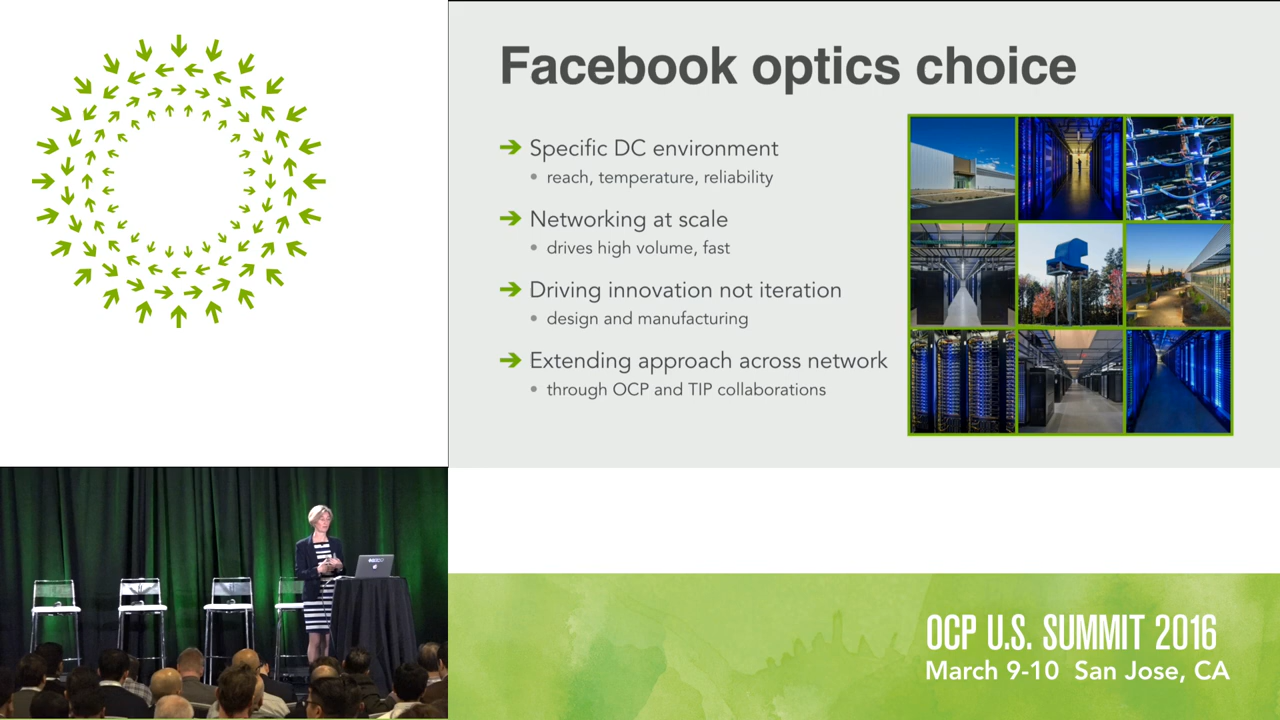 Facebook optics choice
Specific DC environment
reach, temperature, reliability
Networking at scale
drives high volume, fast
Driving innovation not iteration
design and manufacturing
Extending approach across network
through OCP and TIP collaborations
OCP U.S. SUMMIT 2016
March 9-10 San Jose, CA